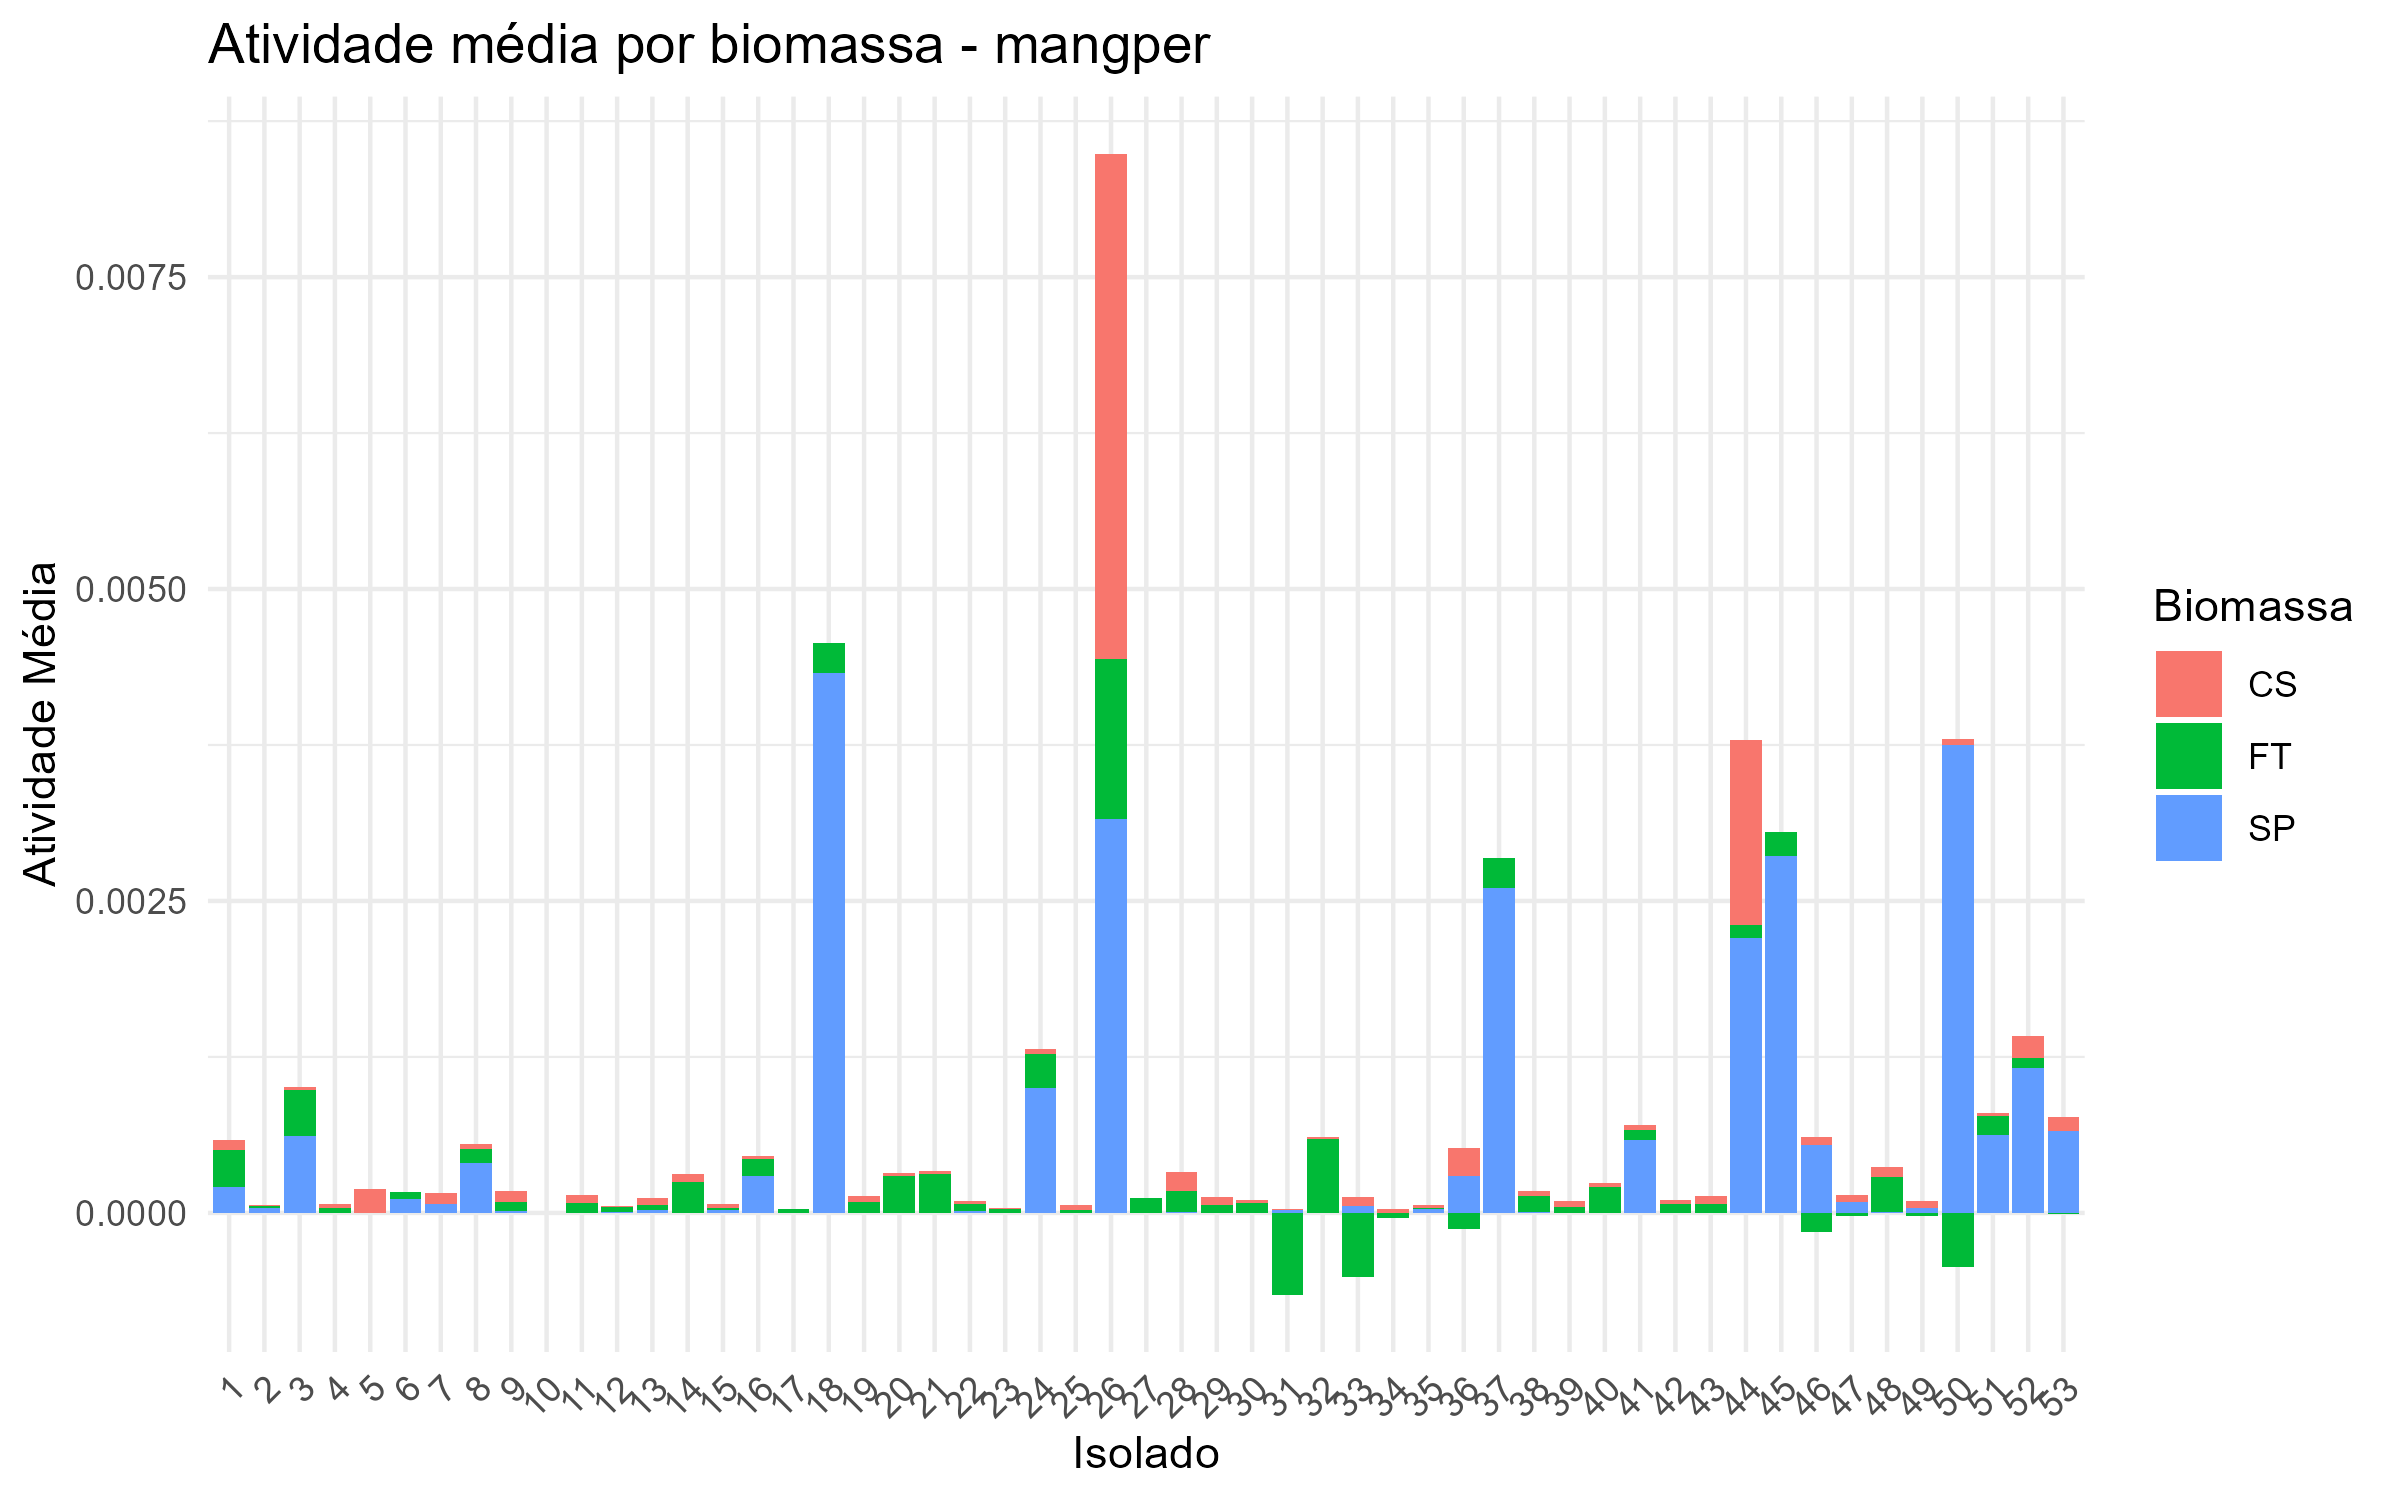 Atividade média por biomassa - mangper
Atividade Média
0.0075
0.0050
0.0025
0.0000
1 2 3 4 5 6 7 8 9 10 11 12 13 14 15 16 17 18 19 20 21 22 23 24 25 26 27 28 29 30 31 32 33 34 35 36 37 38 39 40 41 42 43 44 45 46 47 48 49 50 51 52 53
Isolado
Biomassa
CS
FT
SP